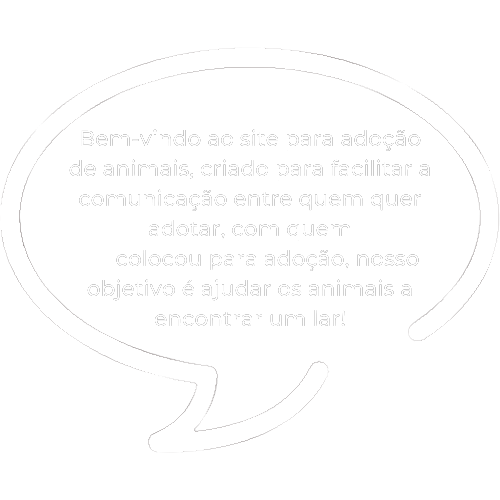 Bem-vindo ao site para adoção
de animais, criado para facilitar a
comunicação entre quem quer
adotar, com quem
colocou para adoção, nosso
objetivo é ajudar os animais a
encontrar um lar!